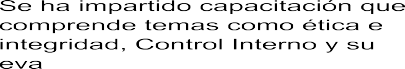 Se ha impartido capacitación que
comprende temas como ética e
integridad, Control Interno y su
eva